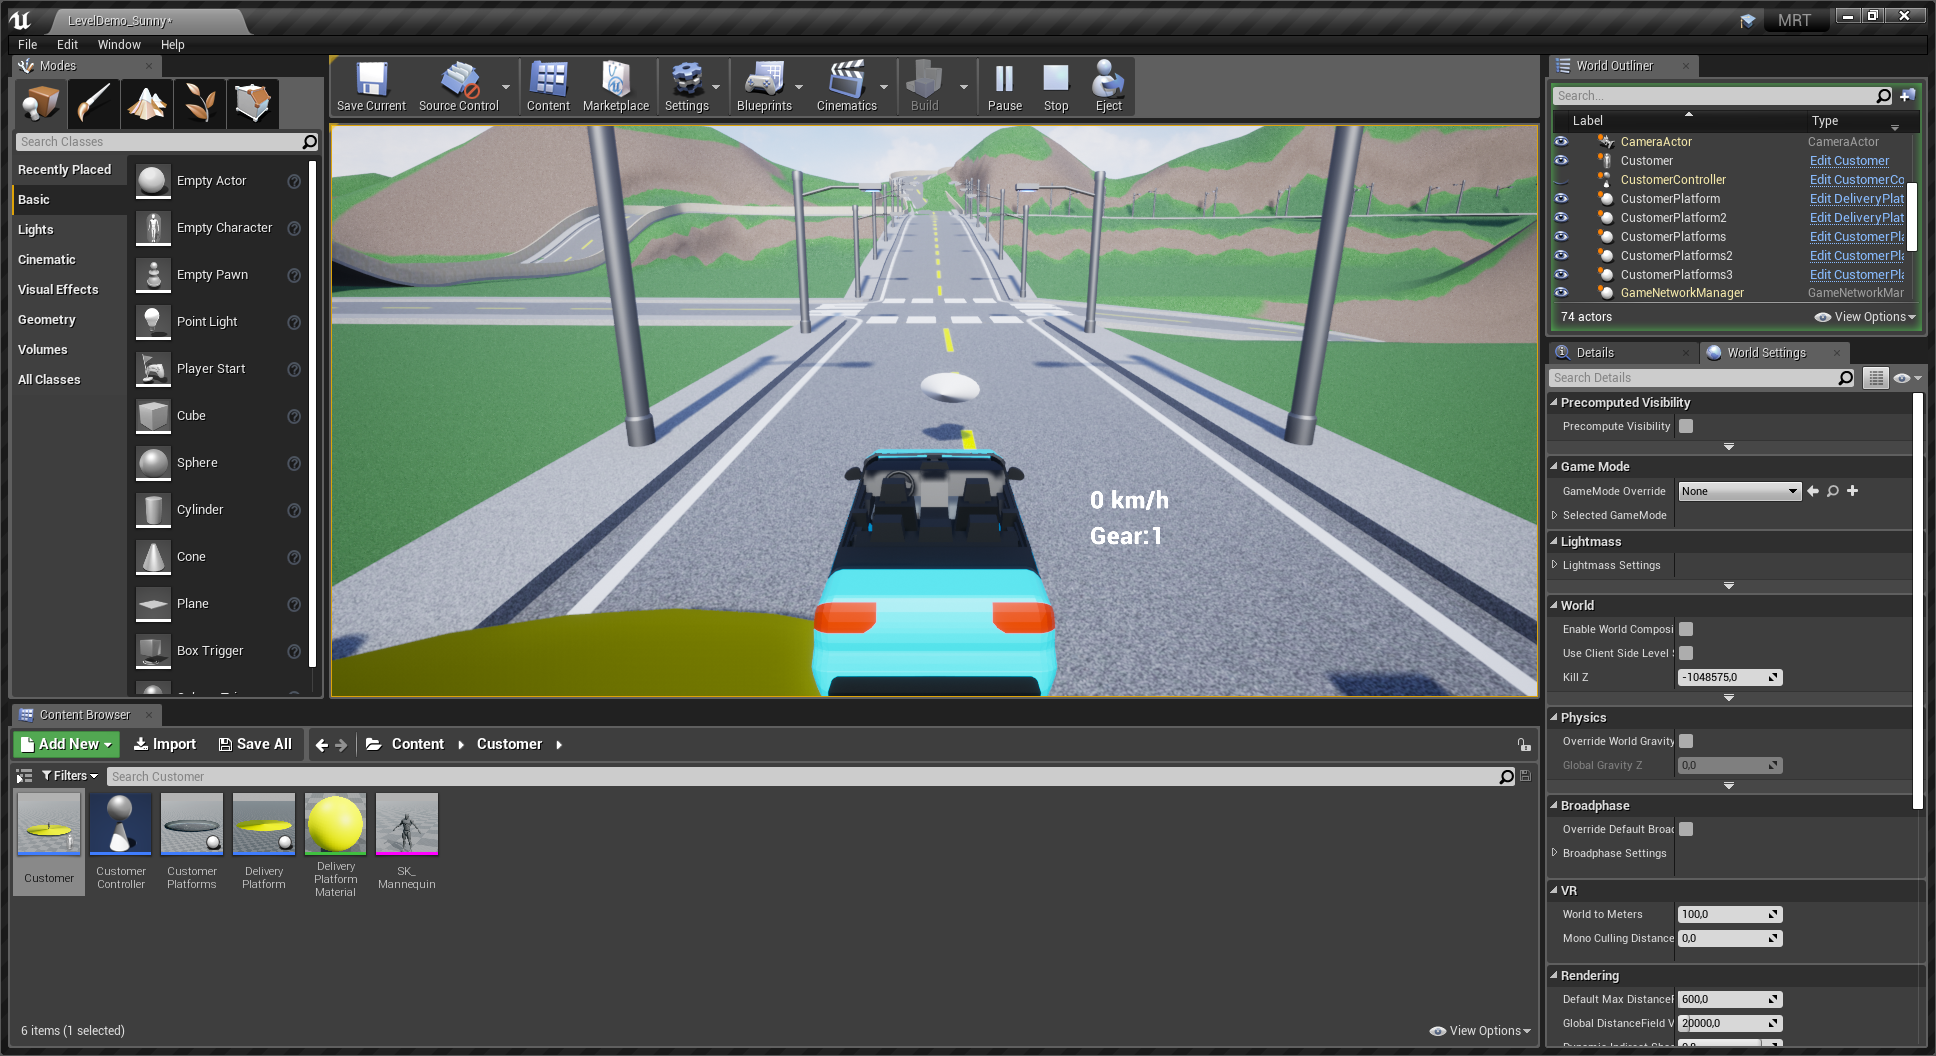 LevelDemo_Sunny*
MRT
File Edit Window Help
Modes
Search Classes
Recently Placed
Basic
Lights
Cinematic
Visual Effects
Geometry
Volumes
All Classes
Empty Actor
Empty Character
Empty Pawn
Point Light
Player Start
Cube
Sphere
Cylinder
Cone
Plane
Box Trigger
Save Current Source Control Content Marketplace Settings Blueprints Cinematics Build Pause Stop Eject
0 km/h
Gear:1
World Outliner
Search...
Label Type
CameraActor CameraActor
Customer Edit Customer
CustomerController Edit CustomerCo
CustomerPlatform Edit DeliveryPlat
CustomerPlatform2 Edit DeliveryPlat
CustomerPlatforms Edit CustomerPla
CustomerPlatforms2 Edit CustomerPla
CustomerPlatforms3 Edit CustomerPla
GameNetworkManager GameNetworkMar
74 actors View Options
Details World Settings
Search Details
Precomputed Visibility
Precompute Visibility
Game Mode
GameMode Override None
Selected GameMode
Lightmass
Lightmass Settings
World
Enable World Composi
Use Client Side Level
Kill Z -1048575,0
Physics
Override World Gravity
Global Gravity Z 0,0
Broadphase
Override Default Broad
Broadphase Settings
VR
World to Meters 100,0
Mono Culling Distance 0,0
Rendering
Default Max DistanceF 600,0
Global DistanceField V 20000,0
Content Browser
Add New Import Save All Content Customer
Filters Search Customer
Customer
Customer
Controller
Customer
Platforms
Delivery
Platform
Delivery
Platform
Material
SK_
Mannequin
6 items (1 selected) View Options